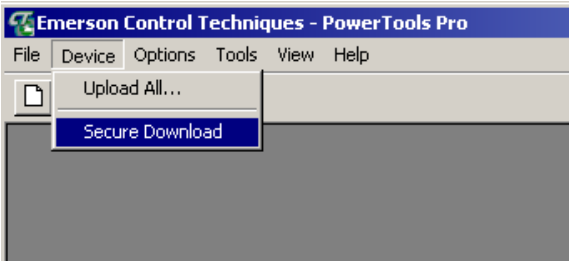 Emerson Control Techniques - PowerTools Pro
File Device Options Tools View Help
Upload All...
Secure Download